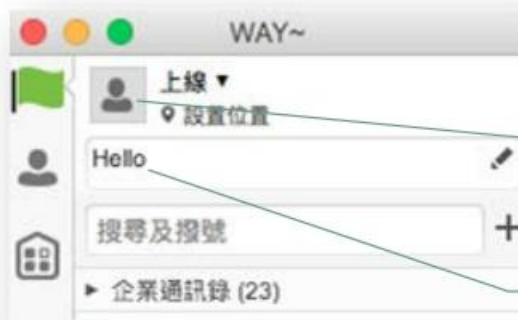 WAY~
上線 ▼
設置位置
Hello
搜尋及撥號
▶ 企業通訊錄 (23)